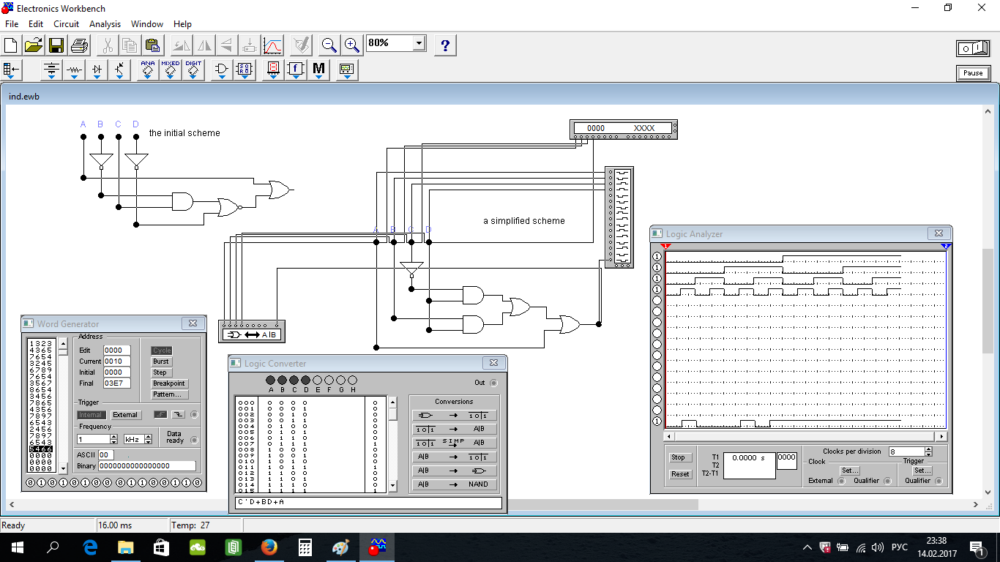 Electronics Workbench
File Edit Circuit Analysis Window Help
80%
?
ANA MIXED DIGIT
M
Pause
ind.ewb
A B C D
the initial scheme
0000 XXXX
a simplified scheme
A B C D
A|B
Word Generator
1323
4365
7654
3245
6789
7654
3567
8654
3456
7865
4356
7897
6543
2456
7897
6543
5466
0000
0000
0000
Address
Edit 0000
Current 0010
Initial 0000
Final 03E7
Cycle
Burst
Step
Breakpoint
Pattern...
Trigger
Internal External
Frequency
1 kHz
Data
ready
ASCII 00
Binary 0000000000000000
0 1 0 1 0 1 0 0 0 1 1 0 0 1 1 0
Logic Converter
A B C D E F G H
Out
000 0 0 0 0 0
001 0 0 0 1 0
002 0 0 1 0 0
003 0 0 1 1 0
004 0 1 0 0 0
005 0 1 0 1 0
006 0 1 1 0 0
007 0 1 1 1 0
008 1 0 0 0 0
009 1 0 0 1 0
010 1 0 1 0 0
011 1 0 1 1 0
012 1 1 0 0 0
013 1 1 0 1 0
014 1 1 1 0 0
015 1 1 1 1 0
Conversions
→ 10|1
10|1 → A|B
10|1 SIMP → A|B
A|B → 10|1
A|B →
A|B → NAND
C'D+BD+A
Logic Analyzer
1 2
1
1
1
1
1
Stop
Reset
T1 0.0000 s 0000
T2
T2-T1
Clocks per division 8
Clock
Set...
External Qualifier
Trigger
Set...
Qualifier
Ready 16.00 ms Temp: 27
РУС
23:38
14.02.2017
1